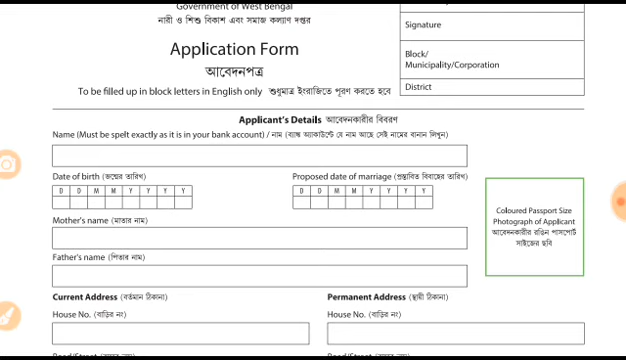 Government of West Bengal
নারী ও শিশু বিকাশ এবং সমাজ কল্যাণ দপ্তর
Application Form
আবেদনপত্র
To be filled up in block letters in English only শুধুমাত্র ইংরাজিতে পূরণ করতে হবে
Signature
Block/
Municipality/Corporation
District
Applicant's Details আবেদনকারীর বিবরণ
Name (Must be spelt exactly as it is in your bank account) / নাম (ব্যাঙ্ক অ্যাকাউন্টে যে নাম আছে সেই নামের বানান লিখুন)
Date of birth (জন্মের তারিখ)
Proposed date of marriage (প্রস্তাবিত বিবাহের তারিখ)
D D M M Y Y Y Y
D D M M Y Y Y Y
Coloured Passport Size
Photograph of Applicant
আবেদনকারীর রঙিন পাসপোর্ট
সাইজের ছবি
Mother's name (মাতার নাম)
Father's name (পিতার নাম)
Current Address (বর্তমান ঠিকানা)
Permanent Address (স্থায়ী ঠিকানা)
House No. (বাড়ির নং)
House No. (বাড়ির নং)